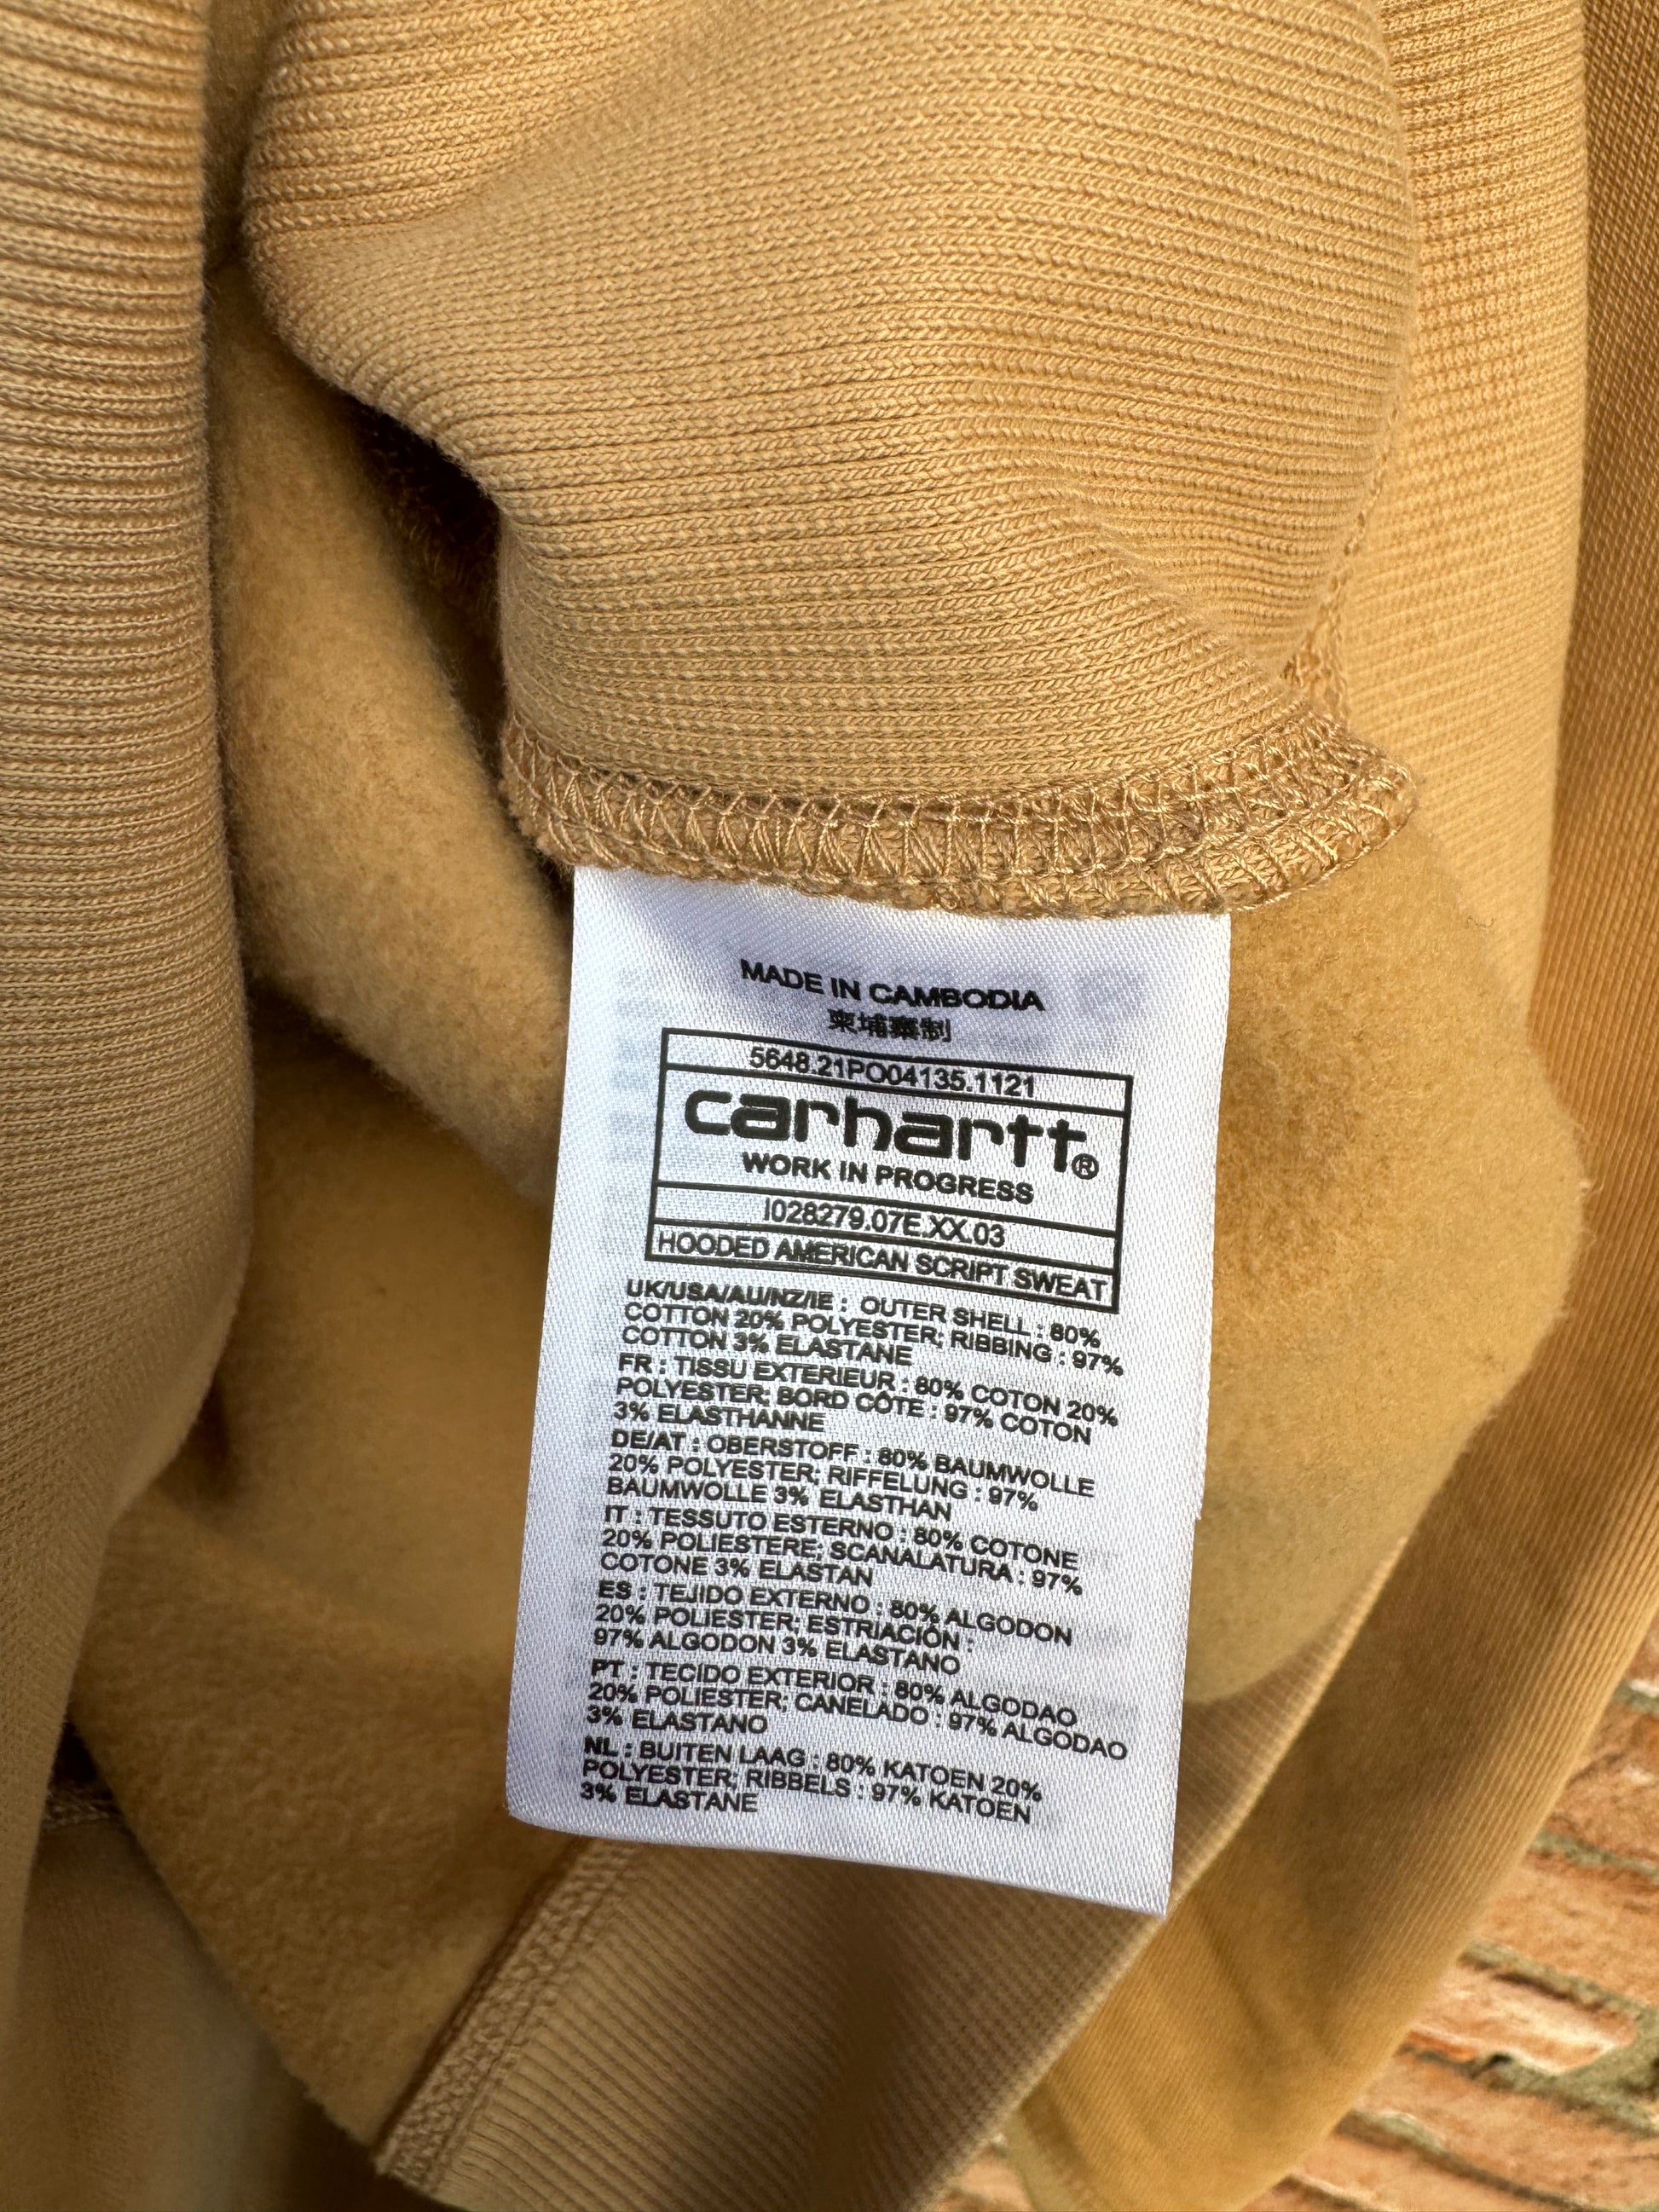 MADE IN CAMBODIA
柬埔寨制
5648.21PO04135.1121
carhartt®
WORK IN PROGRESS
I028279.07E.XX.03
HOODED AMERICAN SCRIPT SWEAT
UK/USA/AU/NZ/IE : OUTER SHELL : 80%
COTTON 20% POLYESTER; RIBBING : 97%
COTTON 3% ELASTANE
FR : TISSU EXTERIEUR : 80% COTON 20%
POLYESTER; BORD CÔTE : 97% COTON
3% ELASTHANNE
DE/AT : OBERSTOFF : 80% BAUMWOLLE
20% POLYESTER; RIFFELUNG : 97%
BAUMWOLLE 3% ELASTHAN
IT : TESSUTO ESTERNO : 80% COTONE
20% POLIESTERE; SCANALATURA : 97%
COTONE 3% ELASTAN
ES : TEJIDO EXTERNO : 80% ALGODON
20% POLIESTER; ESTRIACIÓN :
97% ALGODON 3% ELASTANO
PT : TECIDO EXTERIOR : 80% ALGODAO
20% POLIESTER; CANELADO : 97% ALGODAO
3% ELASTANO
NL : BUITEN LAAG : 80% KATOEN 20%
POLYESTER; RIBBELS : 97% KATOEN
3% ELASTANE